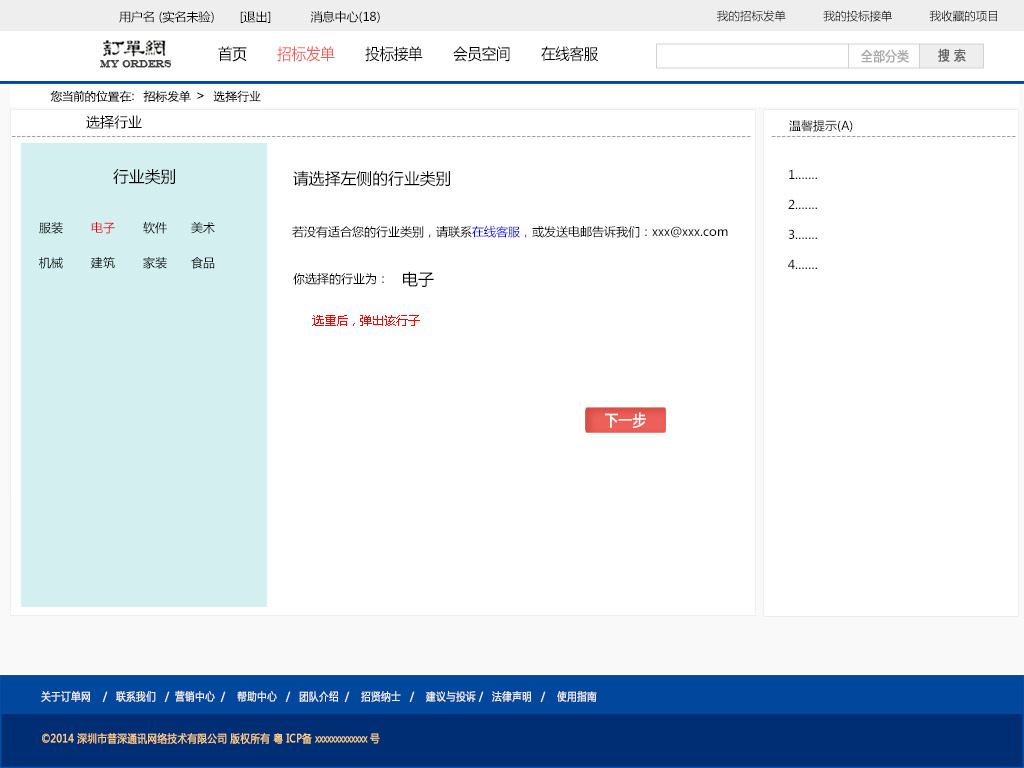 用户名 (实名未验) [退出] 消息中心(18) 我的招标发单 我的投标接单 我收藏的项目
訂單網
MY ORDERS
首页 招标发单 投标接单 会员空间 在线客服 全部分类 搜 索
您当前的位置在: 招标发单 > 选择行业
选择行业
温馨提示(A)
行业类别
服装 电子 软件 美术
机械 建筑 家装 食品
请选择左侧的行业类别
若没有适合您的行业类别，请联系在线客服，或发送电邮告诉我们：xxx@xxx.com
你选择的行业为： 电子
选重后，弹出该行子
下一步
1.......
2.......
3.......
4.......
关于订单网 / 联系我们 / 营销中心 / 帮助中心 / 团队介绍 / 招贤纳士 / 建议与投诉 / 法律声明 / 使用指南
©2014 深圳市普深通讯网络技术有限公司 版权所有 粤 ICP备 xxxxxxxxxxxx 号